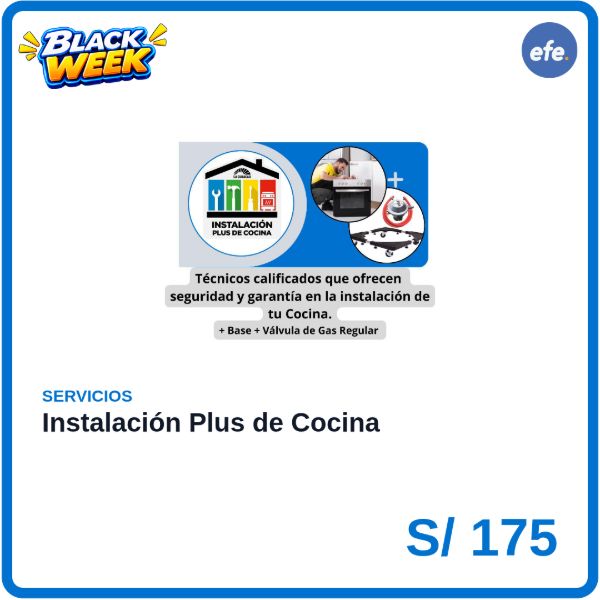 BLACK
WEEK
efe.
INSTALACIÓN
PLUS DE COCINA
+
Técnicos calificados que ofrecen
seguridad y garantía en la instalación de
tu Cocina.
+ Base + Válvula de Gas Regular
SERVICIOS
Instalación Plus de Cocina
S/ 175